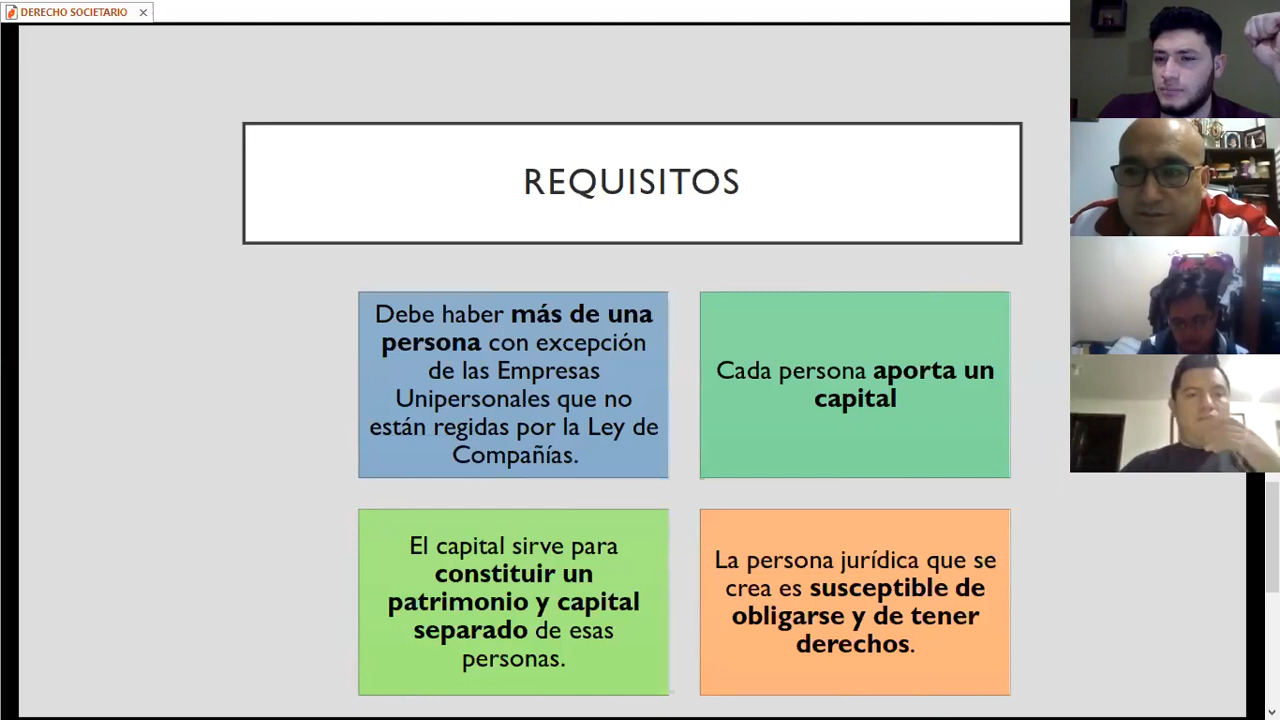 DERECHO SOCIETARIO
REQUISITOS
Debe haber más de una
persona con excepción
de las Empresas
Unipersonales que no
están regidas por la Ley de
Compañías.
Cada persona aporta un
capital
El capital sirve para
constituir un
patrimonio y capital
separado de esas
personas.
La persona jurídica que se
crea es susceptible de
obligarse y de tener
derechos.